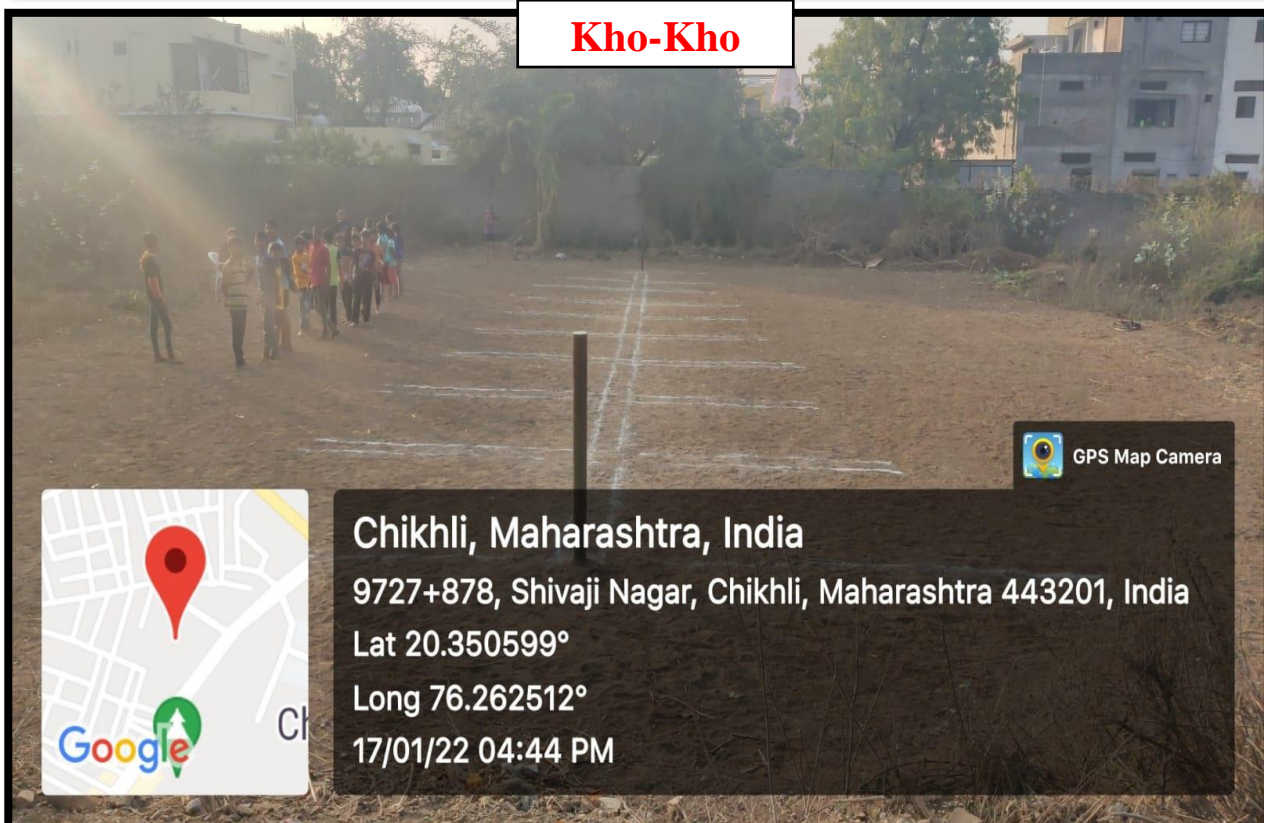 Kho-Kho
GPS Map Camera
Chikhli, Maharashtra, India
9727+878, Shivaji Nagar, Chikhli, Maharashtra 443201, India
Lat 20.350599°
Long 76.262512°
17/01/22 04:44 PM
Google
Ch